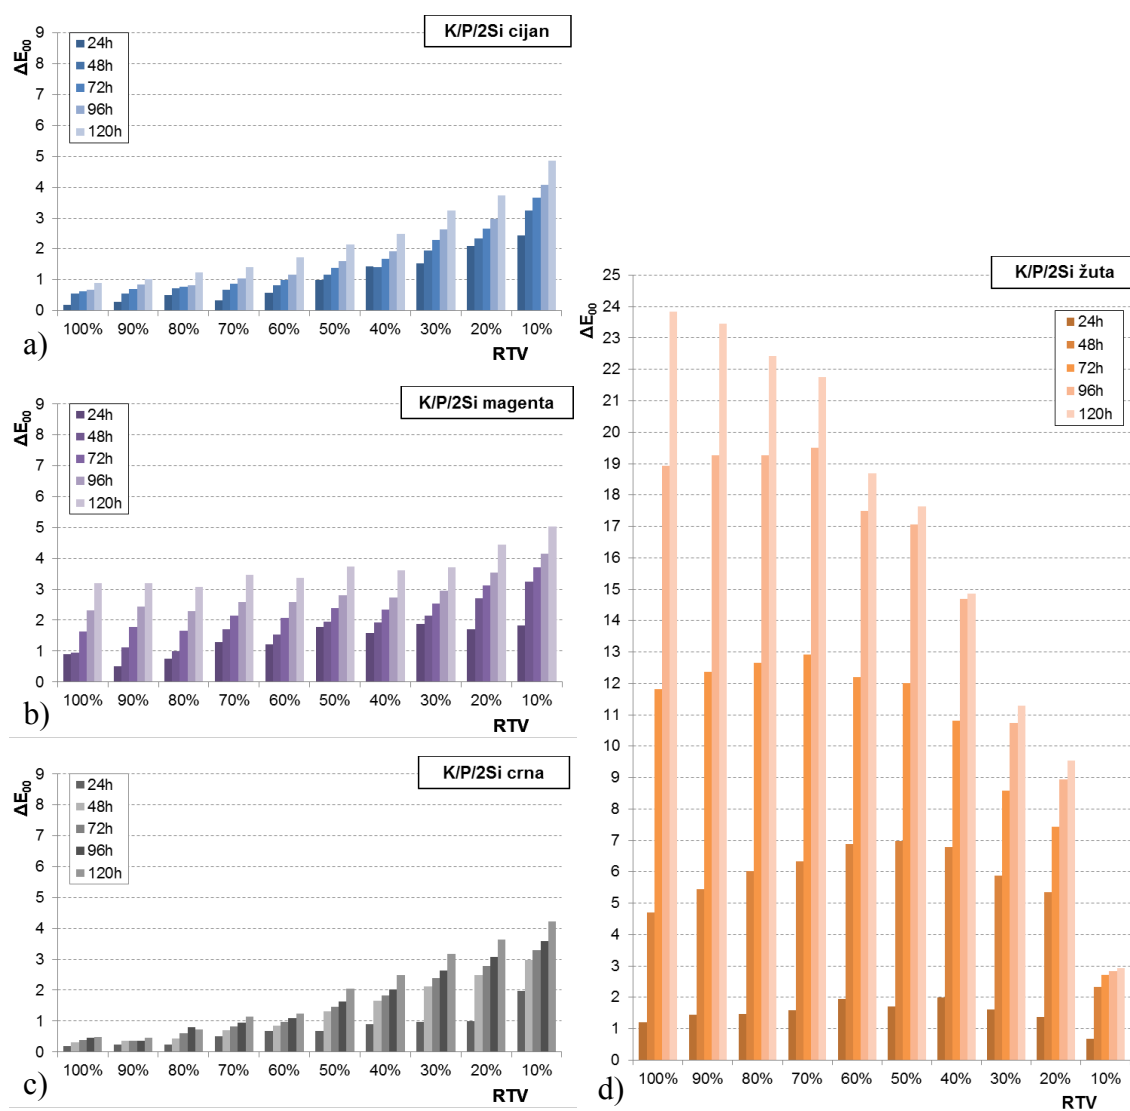 K/P/2Si cijan
ΔE00
9
8
7
6
5
4
3
2
1
0
24h
48h
72h
96h
120h
100% 90% 80% 70% 60% 50% 40% 30% 20% 10%
a)
RTV
K/P/2Si magenta
ΔE00
9
8
7
6
5
4
3
2
1
0
24h
48h
72h
96h
120h
100% 90% 80% 70% 60% 50% 40% 30% 20% 10%
b)
RTV
K/P/2Si crna
ΔE00
9
8
7
6
5
4
3
2
1
0
24h
48h
72h
96h
120h
100% 90% 80% 70% 60% 50% 40% 30% 20% 10%
c)
RTV
K/P/2Si žuta
ΔE00
25
24
23
22
21
20
19
18
17
16
15
14
13
12
11
10
9
8
7
6
5
4
3
2
1
0
24h
48h
72h
96h
120h
100% 90% 80% 70% 60% 50% 40% 30% 20% 10%
d)
RTV